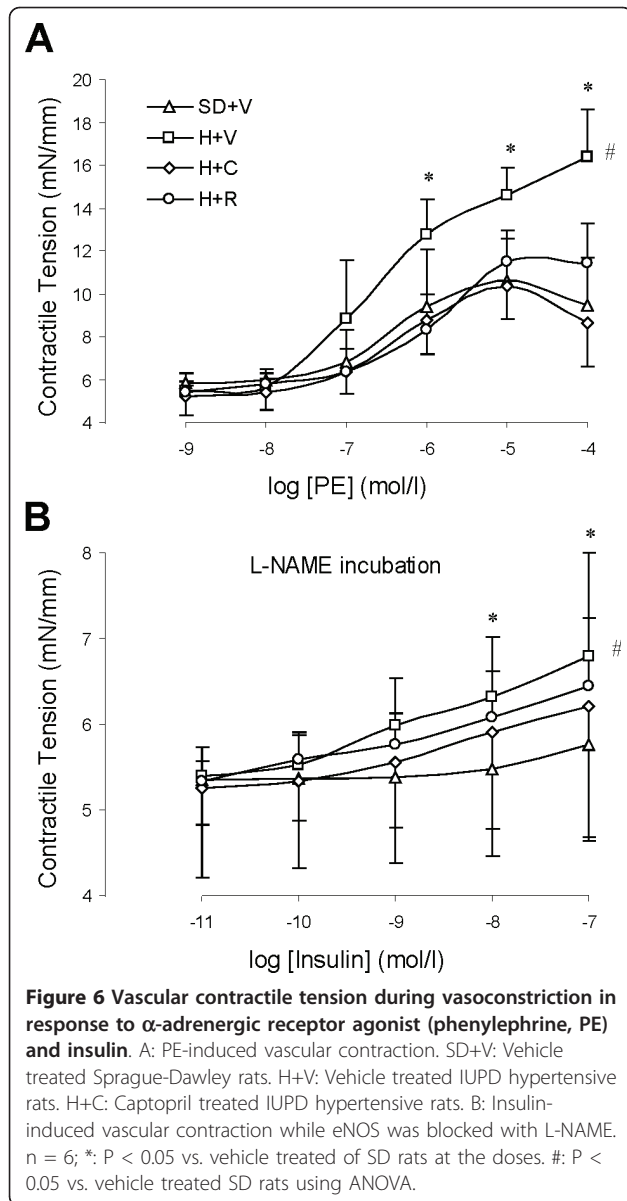 A
20
18
16
14
12
10
8
6
4
Contractile Tension (mN/mm)
SD+V
H+V
H+C
H+R
* * *
#
-9 -8 -7 -6 -5 -4
log [PE] (mol/l)
B
8
7
6
5
4
Contractile Tension (mN/mm)
L-NAME incubation
* *
#
-11 -10 -9 -8 -7
log [Insulin] (mol/l)
Figure 6 Vascular contractile tension during vasoconstriction in
response to α-adrenergic receptor agonist (phenylephrine, PE)
and insulin. A: PE-induced vascular contraction. SD+V: Vehicle
treated Sprague-Dawley rats. H+V: Vehicle treated IUPD hypertensive
rats. H+C: Captopril treated IUPD hypertensive rats. B: Insulin-
induced vascular contraction while eNOS was blocked with L-NAME.
n = 6; *: P < 0.05 vs. vehicle treated of SD rats at the doses. #: P <
0.05 vs. vehicle treated SD rats using ANOVA.